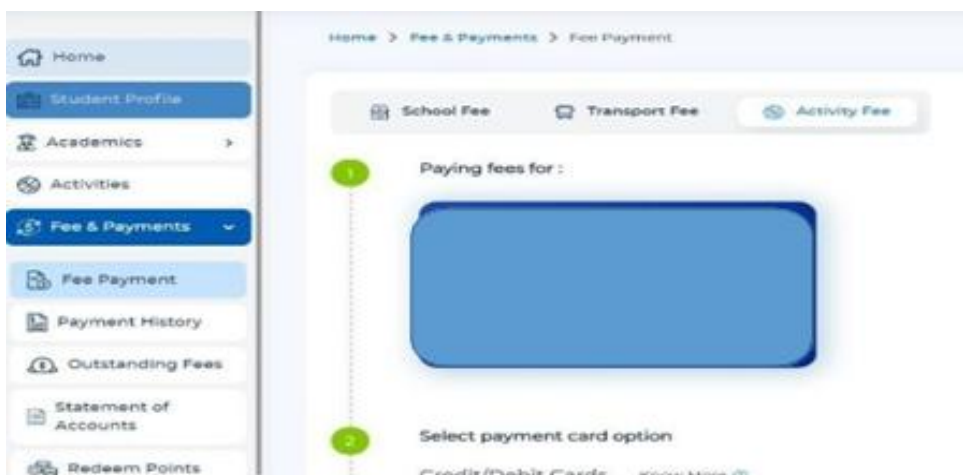 Home > Fee & Payments > Fee Payment
Home
Student Profile
Academics >
Activities
Fee & Payments
Fee Payment
Payment History
Outstanding Fees
Statement of
Accounts
Redeem Points
School Fee
Transport Fee
Activity Fee
1
Paying fees for :
2
Select payment card option
Credit/Debit Cards Know More